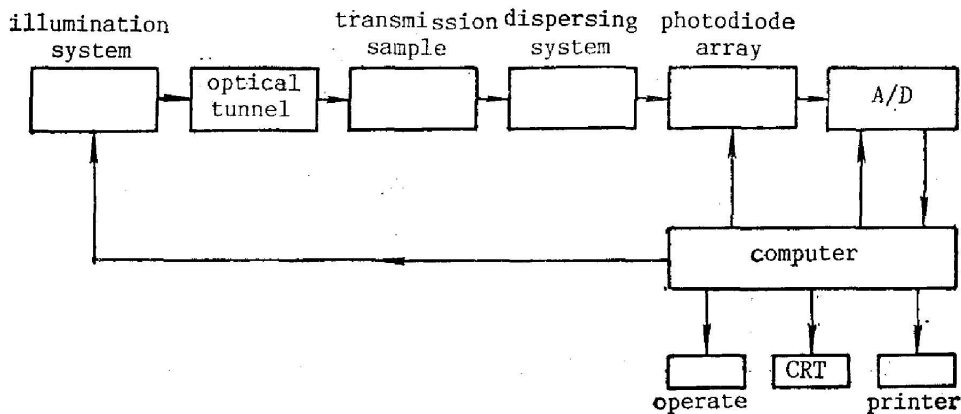 illumination
system
optical
tunnel
transmission
sample
dispersing
system
photodiode
array
A/D
computer
operate
CRT
printer